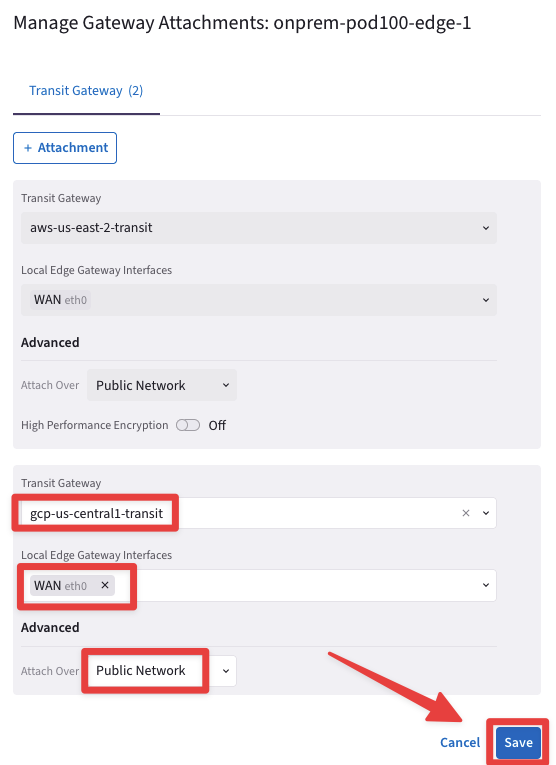 Manage Gateway Attachments: onprem-pod100-edge-1
Transit Gateway (2)
+ Attachment
Transit Gateway
aws-us-east-2-transit
Local Edge Gateway Interfaces
WAN eth0
Advanced
Attach Over Public Network
High Performance Encryption Off
Transit Gateway
gcp-us-central1-transit
Local Edge Gateway Interfaces
WAN eth0
Advanced
Attach Over Public Network
Cancel Save